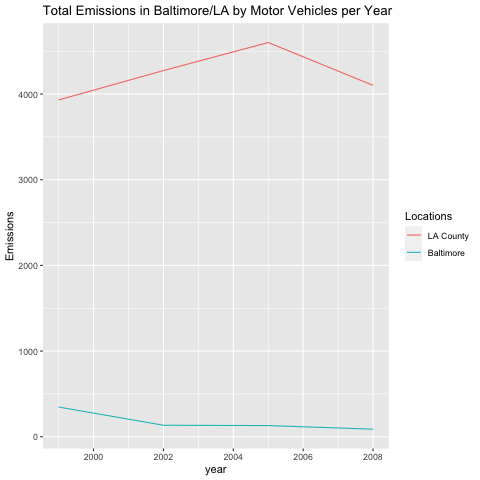 Total Emissions in Baltimore/LA by Motor Vehicles per Year
Emissions
4000
3000
2000
1000
0
2000
2002
2004
2006
2008
year
Locations
LA County
Baltimore